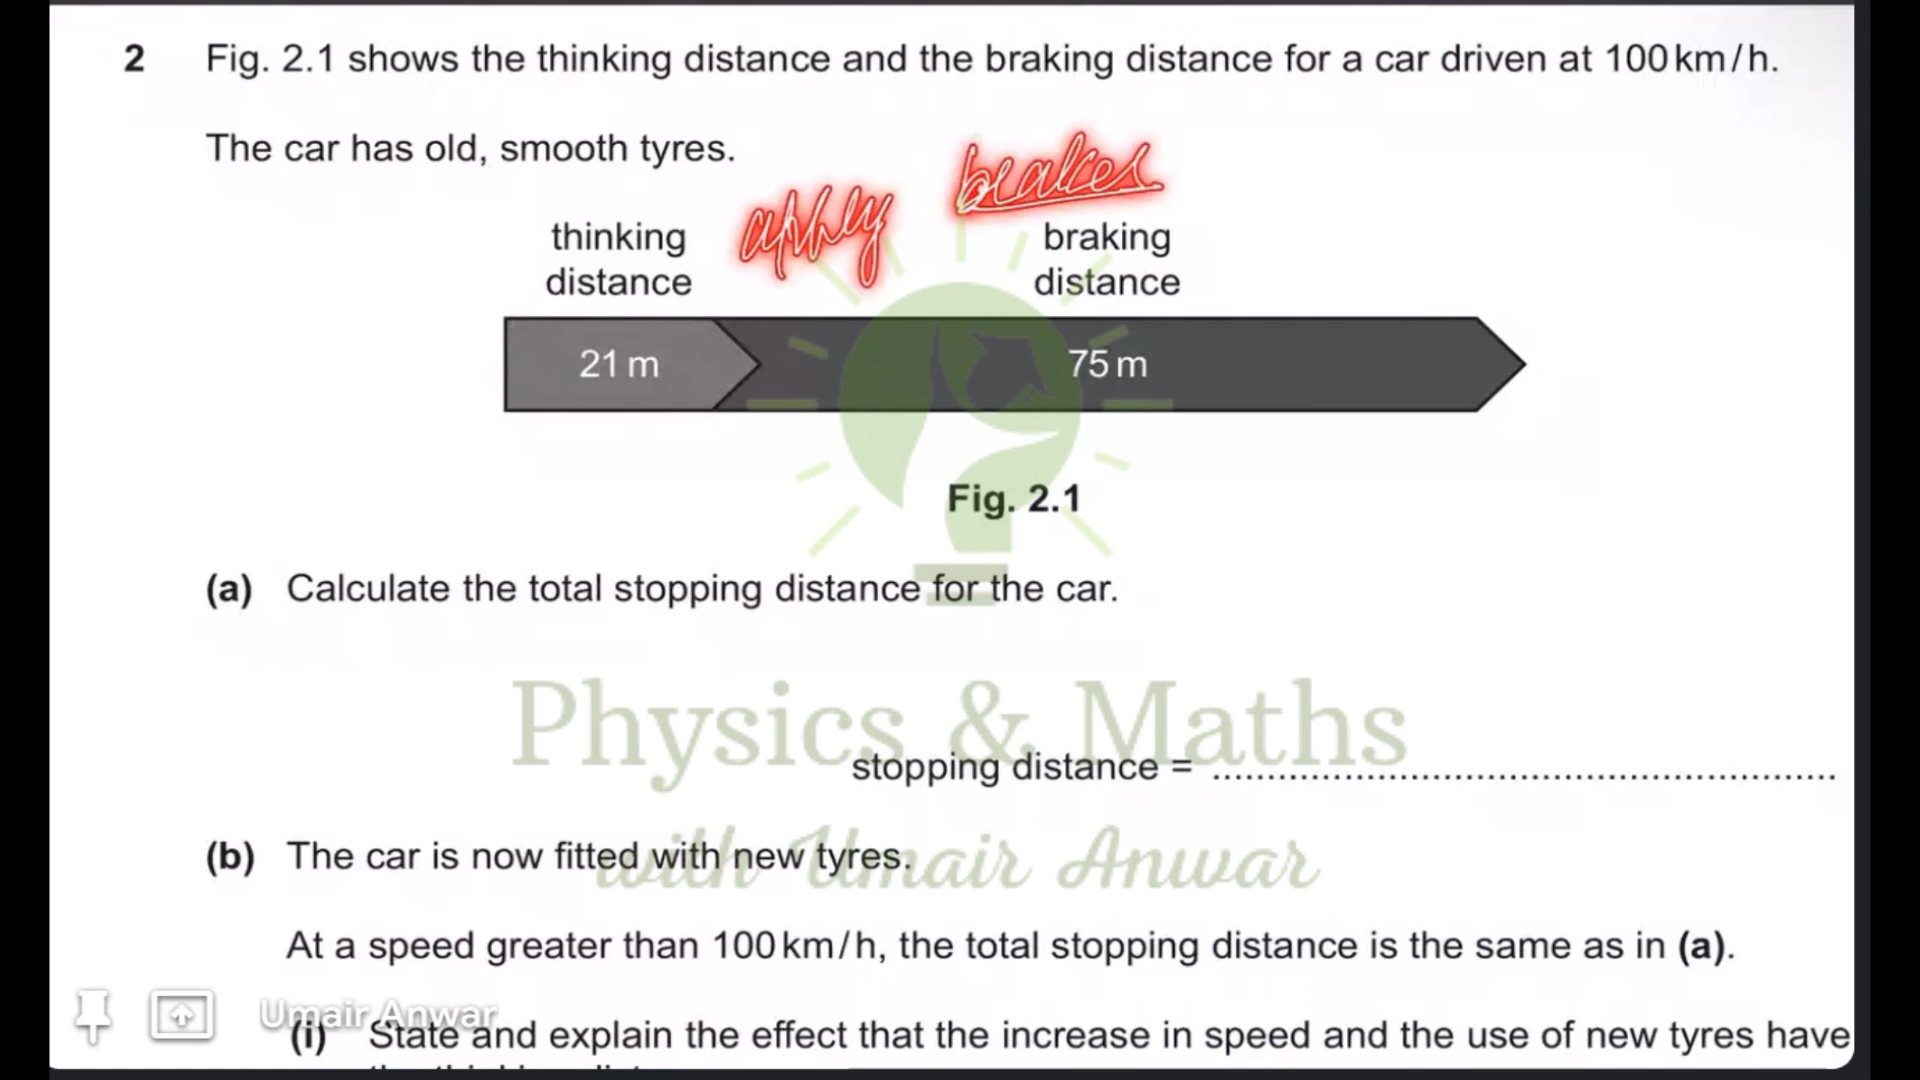 2 Fig. 2.1 shows the thinking distance and the braking distance for a car driven at 100 km/h.
The car has old, smooth tyres.
apply brakes
thinking distance
braking distance
21 m
75 m
Fig. 2.1
(a) Calculate the total stopping distance for the car.
Physics & Maths
stopping distance = ........................................................
with Umair Anwar
(b) The car is now fitted with new tyres.
At a speed greater than 100 km/h, the total stopping distance is the same as in (a).
Umair Anwar
(i) State and explain the effect that the increase in speed and the use of new tyres have